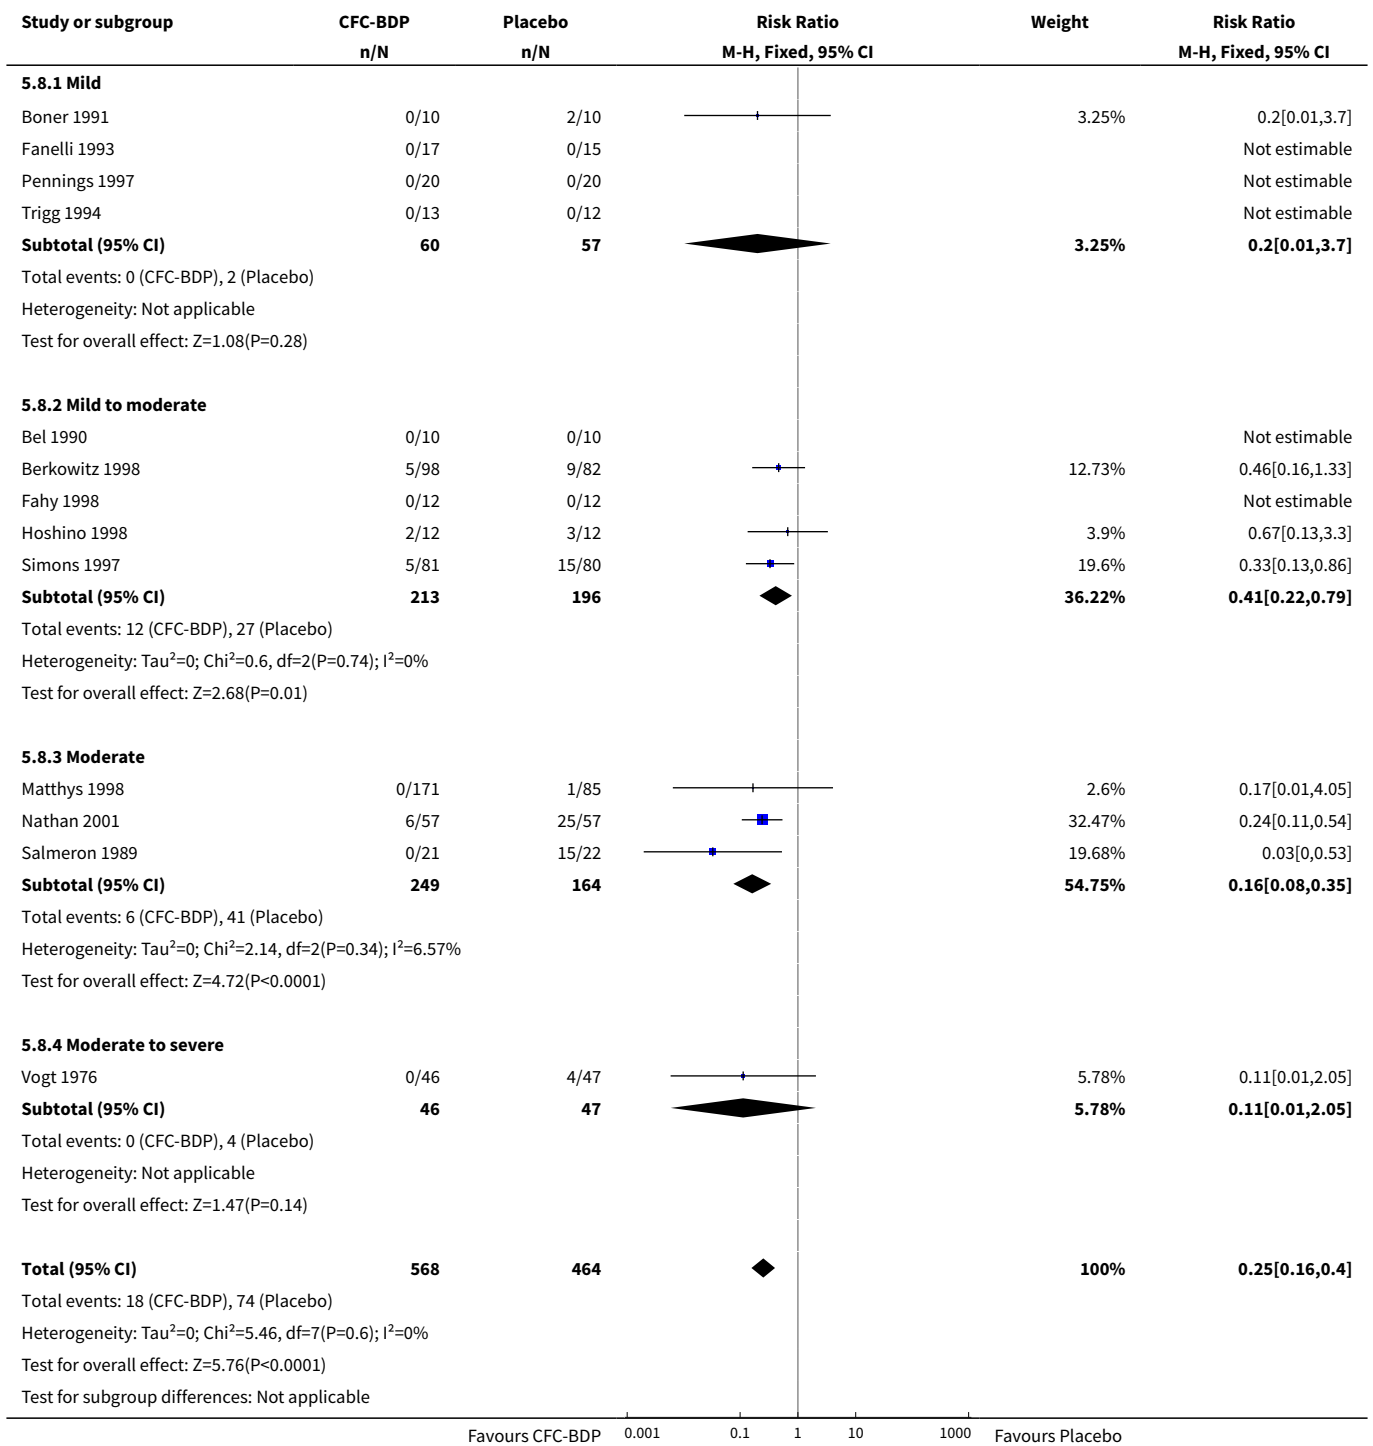 Study or subgroup CFC-BDP Placebo Risk Ratio Weight Risk Ratio
n/N n/N M-H, Fixed, 95% CI M-H, Fixed, 95% CI
5.8.1 Mild
Boner 1991 0/10 2/10 3.25% 0.2[0.01,3.7]
Fanelli 1993 0/17 0/15 Not estimable
Pennings 1997 0/20 0/20 Not estimable
Trigg 1994 0/13 0/12 Not estimable
Subtotal (95% CI) 60 57 3.25% 0.2[0.01,3.7]
Total events: 0 (CFC-BDP), 2 (Placebo)
Heterogeneity: Not applicable
Test for overall effect: Z=1.08(P=0.28)
5.8.2 Mild to moderate
Bel 1990 0/10 0/10 Not estimable
Berkowitz 1998 5/98 9/82 12.73% 0.46[0.16,1.33]
Fahy 1998 0/12 0/12 Not estimable
Hoshino 1998 2/12 3/12 3.9% 0.67[0.13,3.3]
Simons 1997 5/81 15/80 19.6% 0.33[0.13,0.86]
Subtotal (95% CI) 213 196 36.22% 0.41[0.22,0.79]
Total events: 12 (CFC-BDP), 27 (Placebo)
Heterogeneity: Tau²=0; Chi²=0.6, df=2(P=0.74); I²=0%
Test for overall effect: Z=2.68(P=0.01)
5.8.3 Moderate
Matthys 1998 0/171 1/85 2.6% 0.17[0.01,4.05]
Nathan 2001 6/57 25/57 32.47% 0.24[0.11,0.54]
Salmeron 1989 0/21 15/22 19.68% 0.03[0,0.53]
Subtotal (95% CI) 249 164 54.75% 0.16[0.08,0.35]
Total events: 6 (CFC-BDP), 41 (Placebo)
Heterogeneity: Tau²=0; Chi²=2.14, df=2(P=0.34); I²=6.57%
Test for overall effect: Z=4.72(P<0.0001)
5.8.4 Moderate to severe
Vogt 1976 0/46 4/47 5.78% 0.11[0.01,2.05]
Subtotal (95% CI) 46 47 5.78% 0.11[0.01,2.05]
Total events: 0 (CFC-BDP), 4 (Placebo)
Heterogeneity: Not applicable
Test for overall effect: Z=1.47(P=0.14)
Total (95% CI) 568 464 100% 0.25[0.16,0.4]
Total events: 18 (CFC-BDP), 74 (Placebo)
Heterogeneity: Tau²=0; Chi²=5.46, df=7(P=0.6); I²=0%
Test for overall effect: Z=5.76(P<0.0001)
Test for subgroup differences: Not applicable
Favours CFC-BDP 0.001 0.1 1 10 1000 Favours Placebo